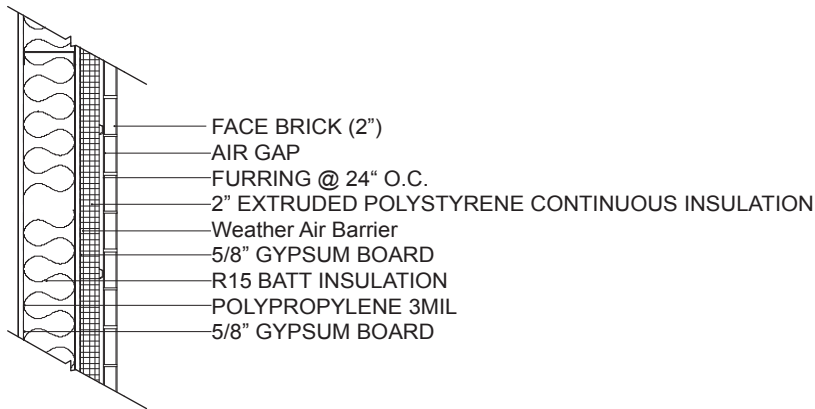 FACE BRICK (2”)
AIR GAP
FURRING @ 24“ O.C.
2” EXTRUDED POLYSTYRENE CONTINUOUS INSULATION
Weather Air Barrier
5/8” GYPSUM BOARD
R15 BATT INSULATION
POLYPROPYLENE 3MIL
5/8” GYPSUM BOARD